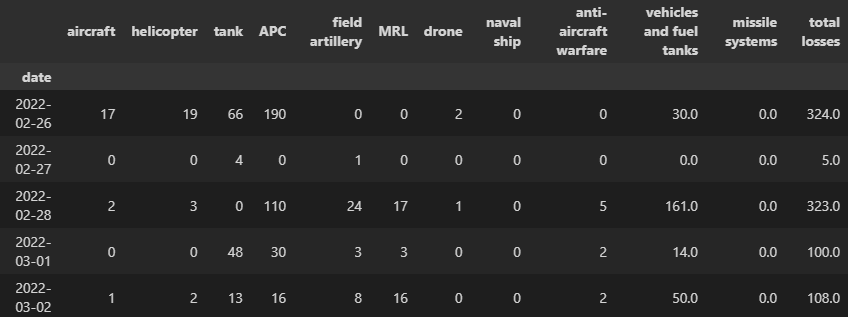 aircraft helicopter tank APC field artillery MRL drone naval ship anti-aircraft warfare vehicles and fuel tanks missile systems total losses
date
2022-02-26 17 19 66 190 0 0 2 0 0 30.0 0.0 324.0
2022-02-27 0 0 4 0 1 0 0 0 0 0.0 0.0 5.0
2022-02-28 2 3 0 110 24 17 1 0 5 161.0 0.0 323.0
2022-03-01 0 0 48 30 3 3 0 0 2 14.0 0.0 100.0
2022-03-02 1 2 13 16 8 16 0 0 2 50.0 0.0 108.0